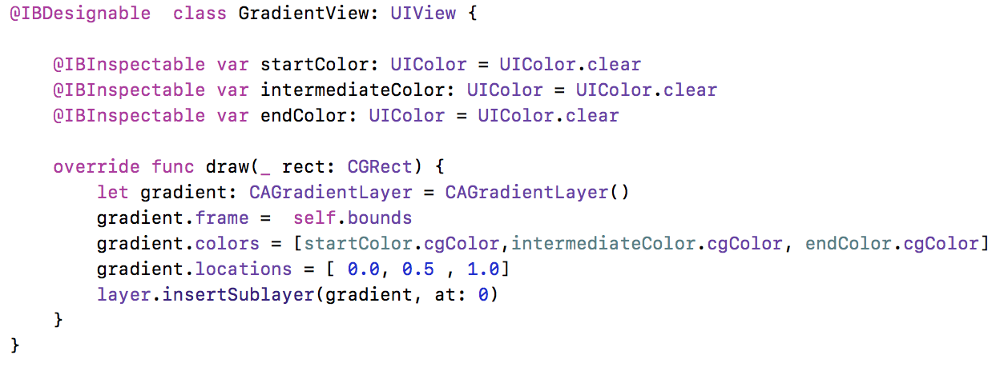 @IBDesignable  class GradientView: UIView {
    @IBInspectable var startColor: UIColor = UIColor.clear
    @IBInspectable var intermediateColor: UIColor = UIColor.clear
    @IBInspectable var endColor: UIColor = UIColor.clear
    override func draw(_ rect: CGRect) {
        let gradient: CAGradientLayer = CAGradientLayer()
        gradient.frame =  self.bounds
        gradient.colors = [startColor.cgColor,intermediateColor.cgColor, endColor.cgColor]
        gradient.locations = [ 0.0, 0.5 , 1.0]
        layer.insertSublayer(gradient, at: 0)
    }
}